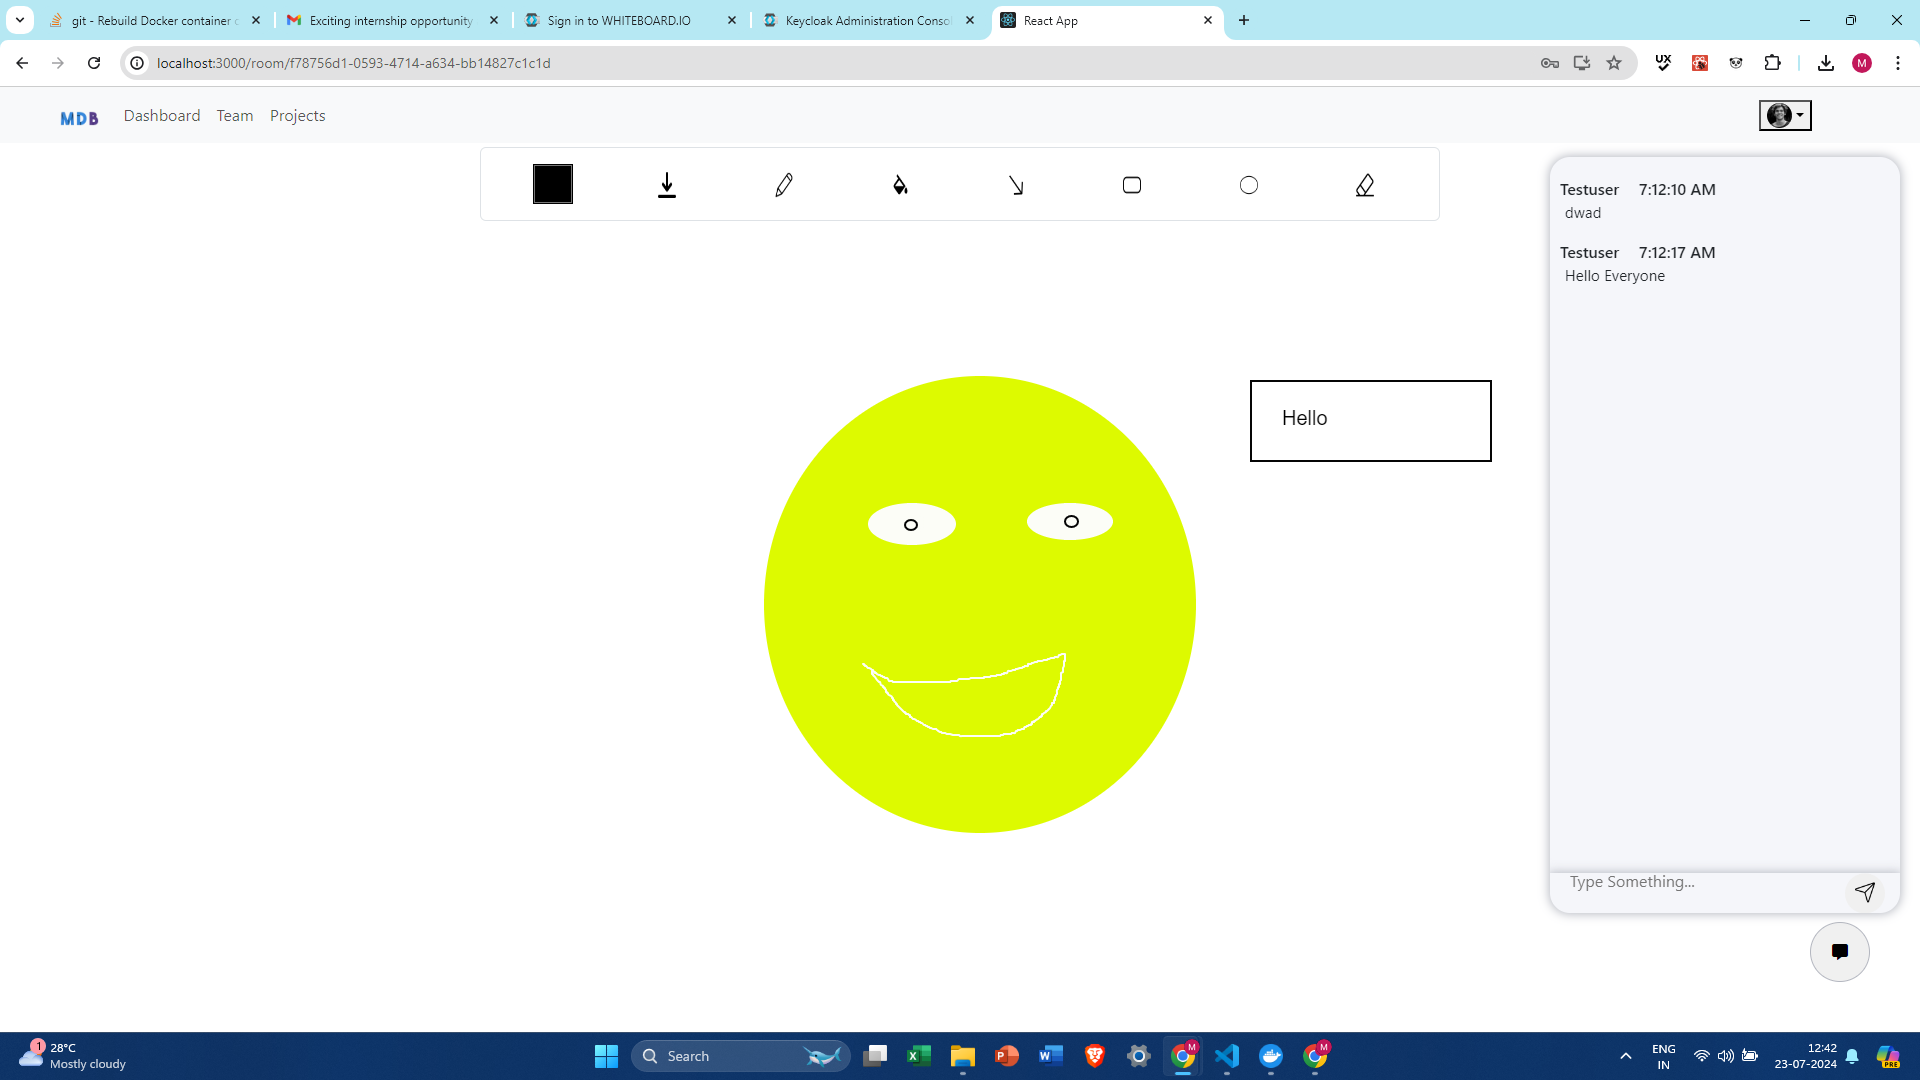 git - Rebuild Docker container o
Exciting internship opportunity
Sign in to WHITEBOARD.IO
Keycloak Administration Conso
React App
localhost:3000/room/f78756d1-0593-4714-a634-bb14827c1c1d
UX
M
MDB
Dashboard
Team
Projects
Testuser 7:12:10 AM
dwad
Testuser 7:12:17 AM
Hello Everyone
Hello
Type Something...
1
28°C
Mostly cloudy
Search
M
M
ENG
IN
12:42
23-07-2024
PRE